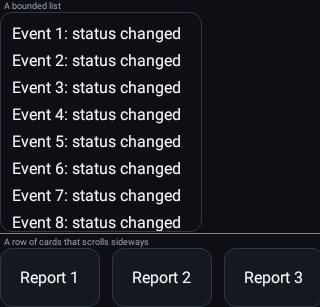 A bounded list
Event 1: status changed
Event 2: status changed
Event 3: status changed
Event 4: status changed
Event 5: status changed
Event 6: status changed
Event 7: status changed
Event 8: status changed
A row of cards that scrolls sideways
Report 1
Report 2
Report 3